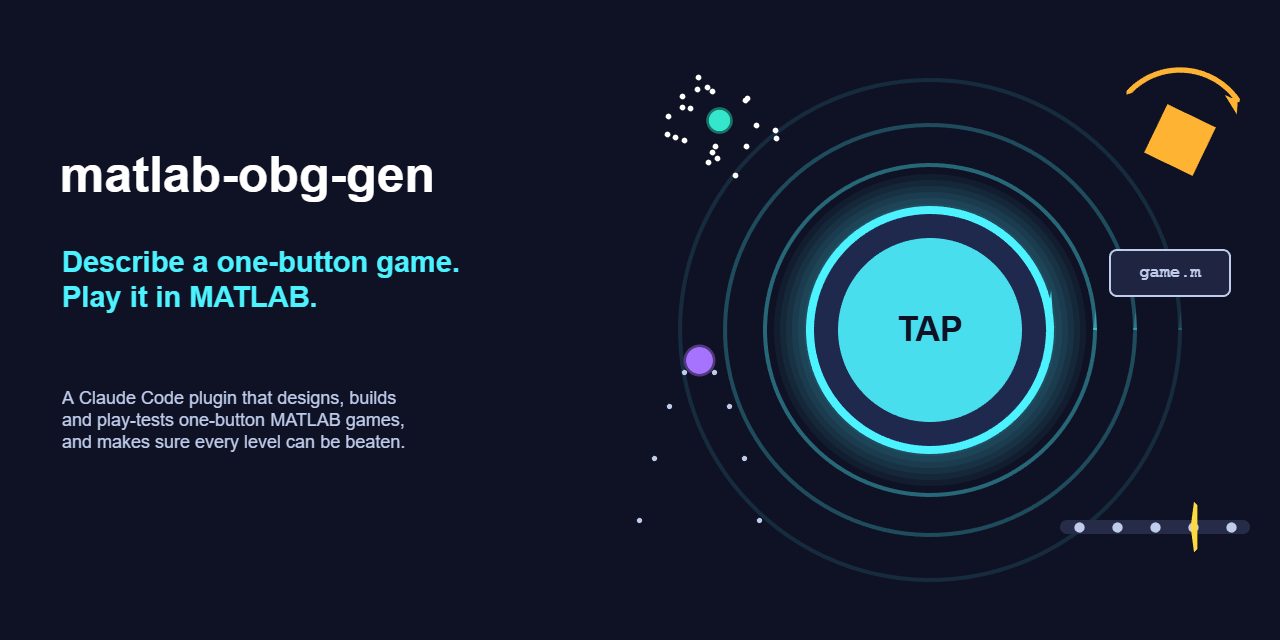 matlab-obg-gen
Describe a one-button game.
Play it in MATLAB.
A Claude Code plugin that designs, builds
and play-tests one-button MATLAB games,
and makes sure every level can be beaten.
TAP
game.m